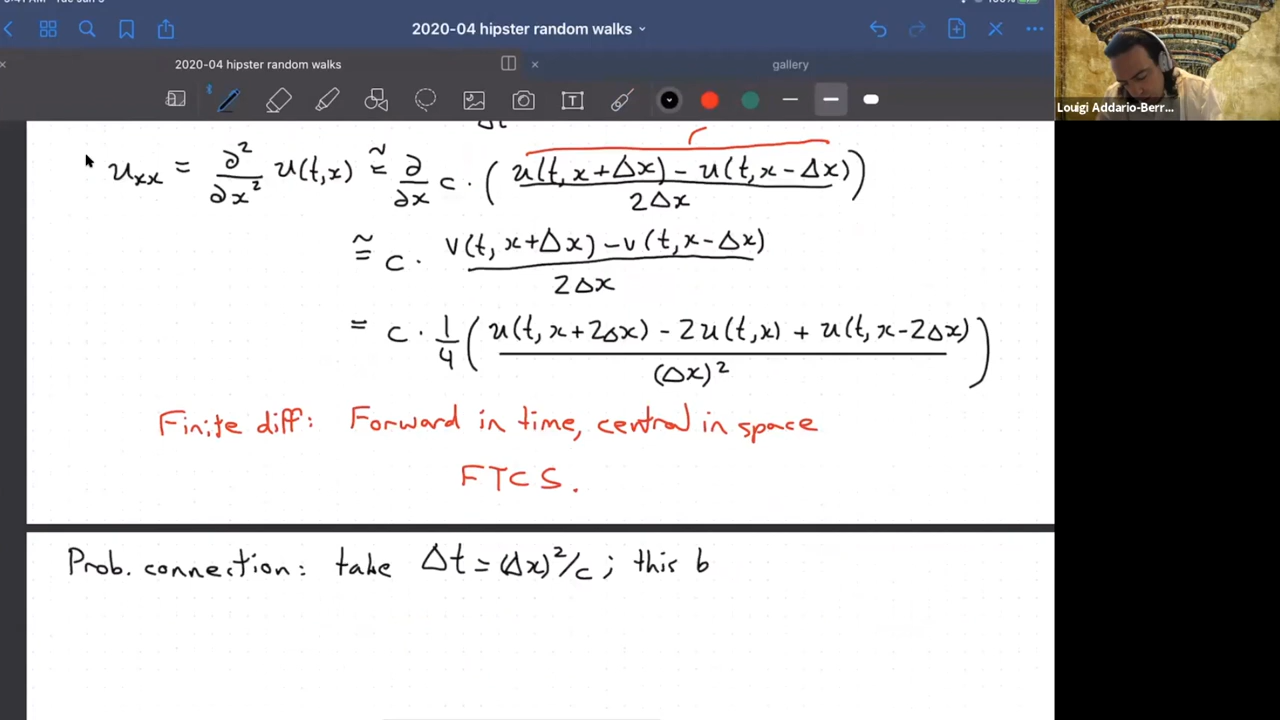 2020-04 hipster random walks
2020-04 hipster random walks
gallery
Louigi Addario-Berr...
Δt
u_xx = ∂²/∂x² u(t,x) ≅ ∂/∂x c · ( (u(t, x+Δx) - u(t, x-Δx)) / 2Δx )
≅ c · (v(t, x+Δx) - v(t, x-Δx)) / 2Δx
= c · 1/4 ( (u(t, x+2Δx) - 2u(t,x) + u(t, x-2Δx)) / (Δx)² )
Finite diff: Forward in time, central in space
FTCS.
Prob. connection: take Δt = (Δx)²/c ; this b